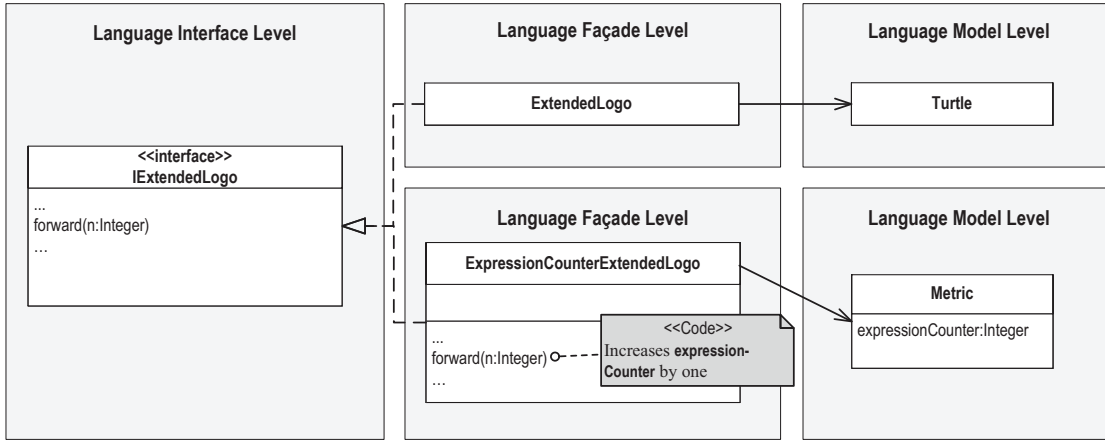 Language Interface Level
<<interface>>
IExtendedLogo
...
forward(n:Integer)
...
Language Façade Level
ExtendedLogo
Language Model Level
Turtle
Language Façade Level
ExpressionCounterExtendedLogo
...
forward(n:Integer)
...
<<Code>>
Increases expression-
Counter by one
Language Model Level
Metric
expressionCounter:Integer